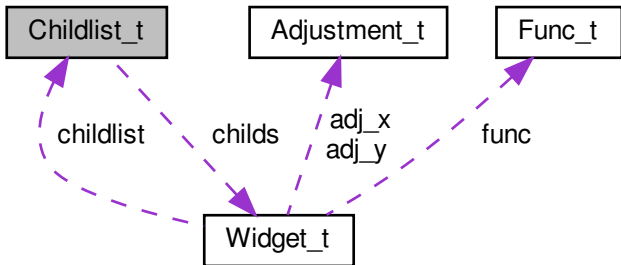 Childlist_t
Adjustment_t
Func_t
childlist
childs
adj_x
adj_y
func
Widget_t